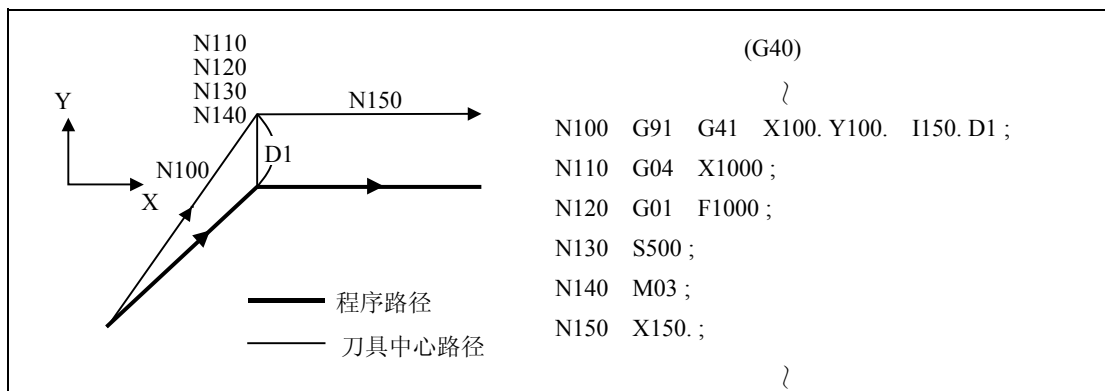 N110
N120
N130
N140
N150
Y
D1
N100
X
程序路径
刀具中心路径
(G40)
~
N100 G91 G41 X100. Y100. I150. D1 ;
N110 G04 X1000 ;
N120 G01 F1000 ;
N130 S500 ;
N140 M03 ;
N150 X150. ;
~